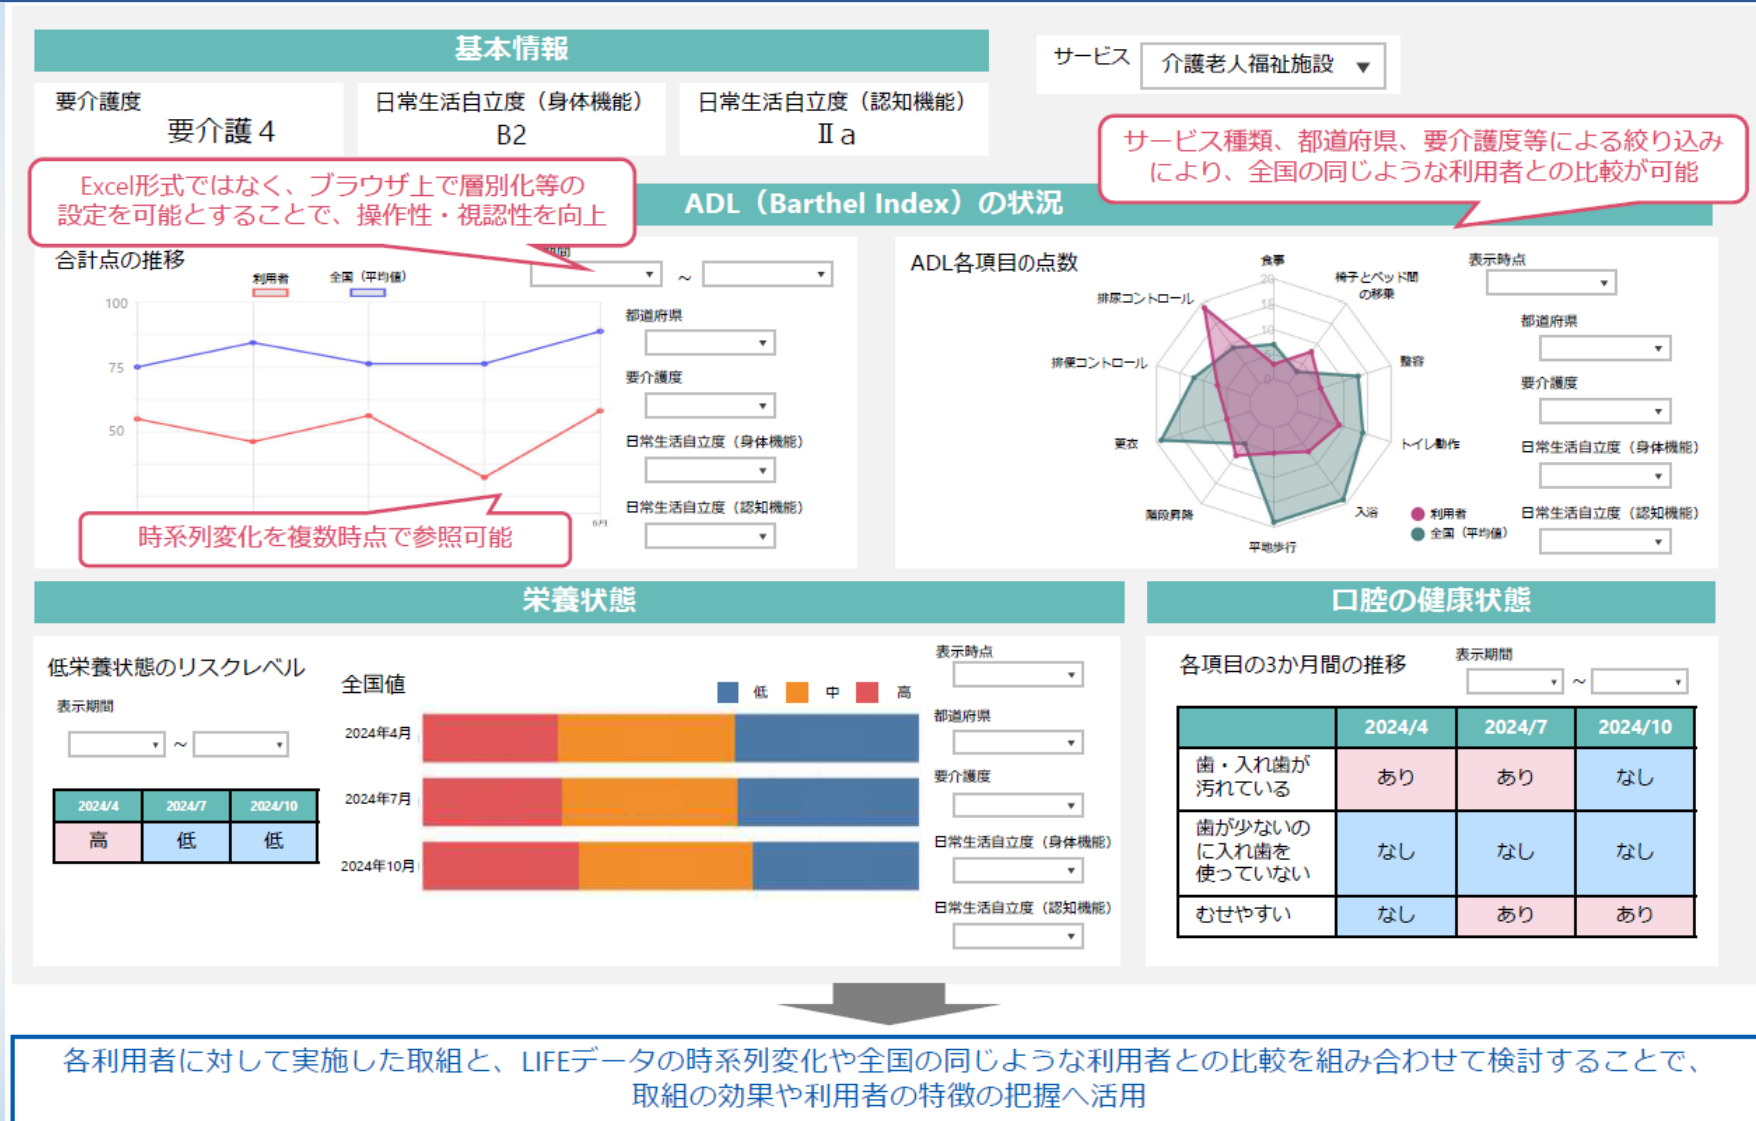 基本情報
サービス
介護老人福祉施設
要介護度
要介護４
日常生活自立度（身体機能）
B2
日常生活自立度（認知機能）
Ⅱa
サービス種類、都道府県、要介護度等による絞り込み
により、全国の同じような利用者との比較が可能
Excel形式ではなく、ブラウザ上で層別化等の
設定を可能とすることで、操作性・視認性を向上
ADL（Barthel Index）の状況
合計点の推移
利用者
全国（平均値）
期間
～
100
75
50
6月
都道府県
要介護度
日常生活自立度（身体機能）
日常生活自立度（認知機能）
時系列変化を複数時点で参照可能
ADL各項目の点数
食事
椅子とベッド間
の移乗
整容
トイレ動作
入浴
平地歩行
階段昇降
更衣
排便コントロール
排尿コントロール
20
15
10
5
0
利用者
全国（平均値）
表示時点
都道府県
要介護度
日常生活自立度（身体機能）
日常生活自立度（認知機能）
栄養状態
低栄養状態のリスクレベル
表示期間
～
2024/4 2024/7 2024/10
高 低 低
全国値
低 中 高
2024年4月
2024年7月
2024年10月
表示時点
都道府県
要介護度
日常生活自立度（身体機能）
日常生活自立度（認知機能）
口腔の健康状態
各項目の3か月間の推移
表示期間
～
2024/4 2024/7 2024/10
歯・入れ歯が
汚れている
あり あり なし
歯が少ないの
に入れ歯を
使っていない
なし なし なし
むせやすい なし あり あり
各利用者に対して実施した取組と、LIFEデータの時系列変化や全国の同じような利用者との比較を組み合わせて検討することで、
取組の効果や利用者の特徴の把握へ活用